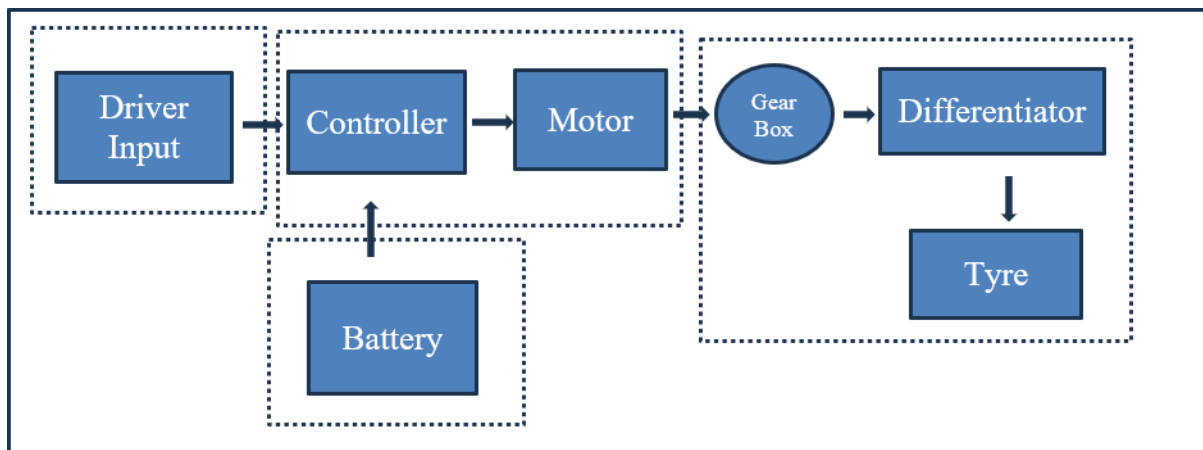 Driver
Input
Controller
Motor
Gear
Box
Differentiator
Tyre
Battery